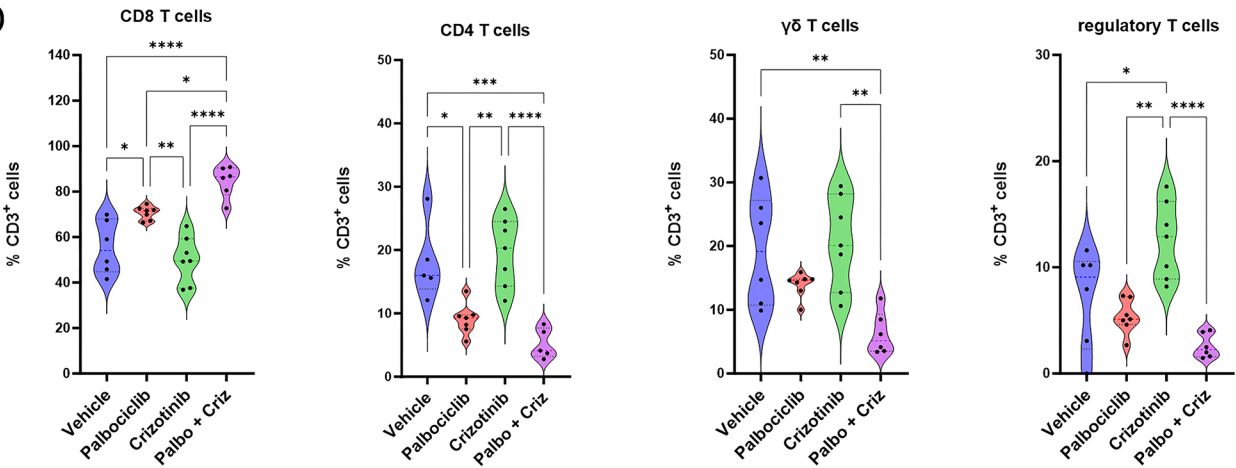 CD8 T cells
% CD3+ cells
140
120
100
80
60
40
20
0
****
*
****
*
**
Vehicle
Palbociclib
Crizotinib
Palbo + Criz
CD4 T cells
% CD3+ cells
50
40
30
20
10
0
***
*
**
****
Vehicle
Palbociclib
Crizotinib
Palbo + Criz
γδ T cells
% CD3+ cells
50
40
30
20
10
0
**
**
Vehicle
Palbociclib
Crizotinib
Palbo + Criz
regulatory T cells
% CD3+ cells
30
20
10
0
*
**
****
Vehicle
Palbociclib
Crizotinib
Palbo + Criz